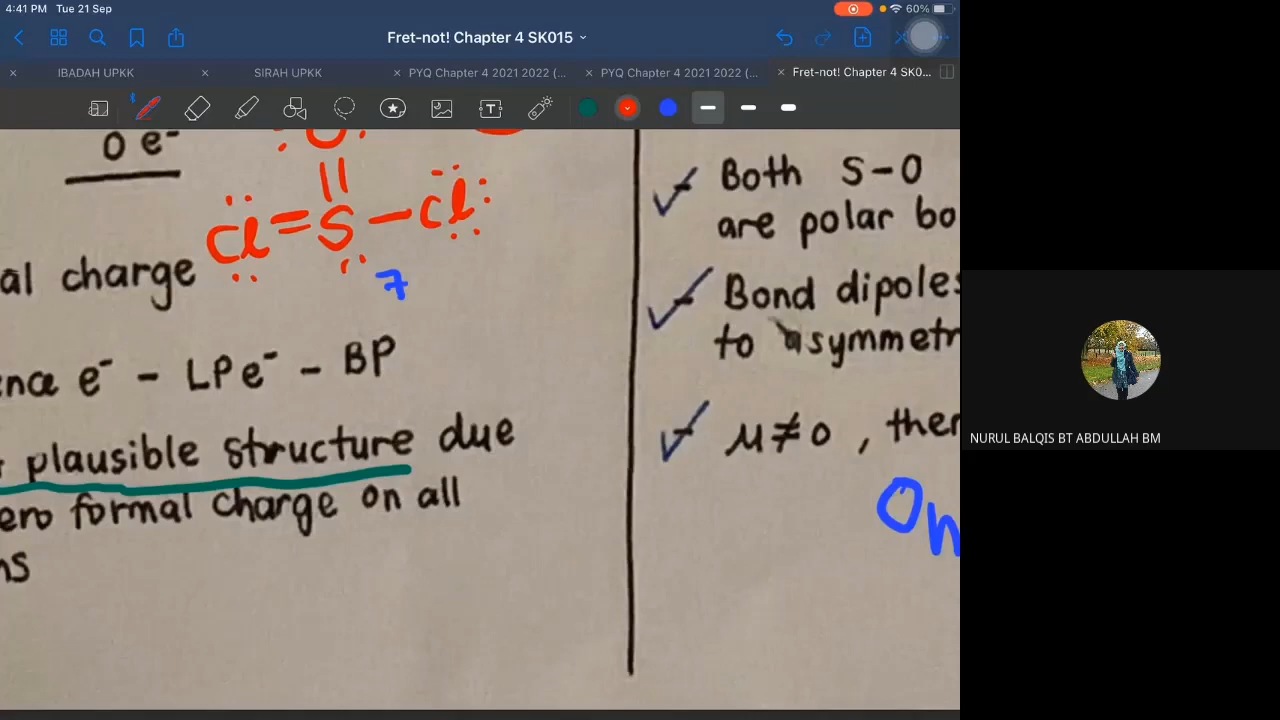 4:41 PM Tue 21 Sep
60%
Fret-not! Chapter 4 SK015
IBADAH UPKK
SIRAH UPKK
PYQ Chapter 4 2021 2022 (...
PYQ Chapter 4 2021 2022 (...
Fret-not! Chapter 4 SK0...
0 e-
O
Cl=S-Cl
7
al charge
ence e- - LPe- - BP
plausible structure due
ero formal charge on all
ns
Both S-O
are polar bo
Bond dipoles
to asymmetr
μ≠0, ther
On
NURUL BALQIS BT ABDULLAH BM